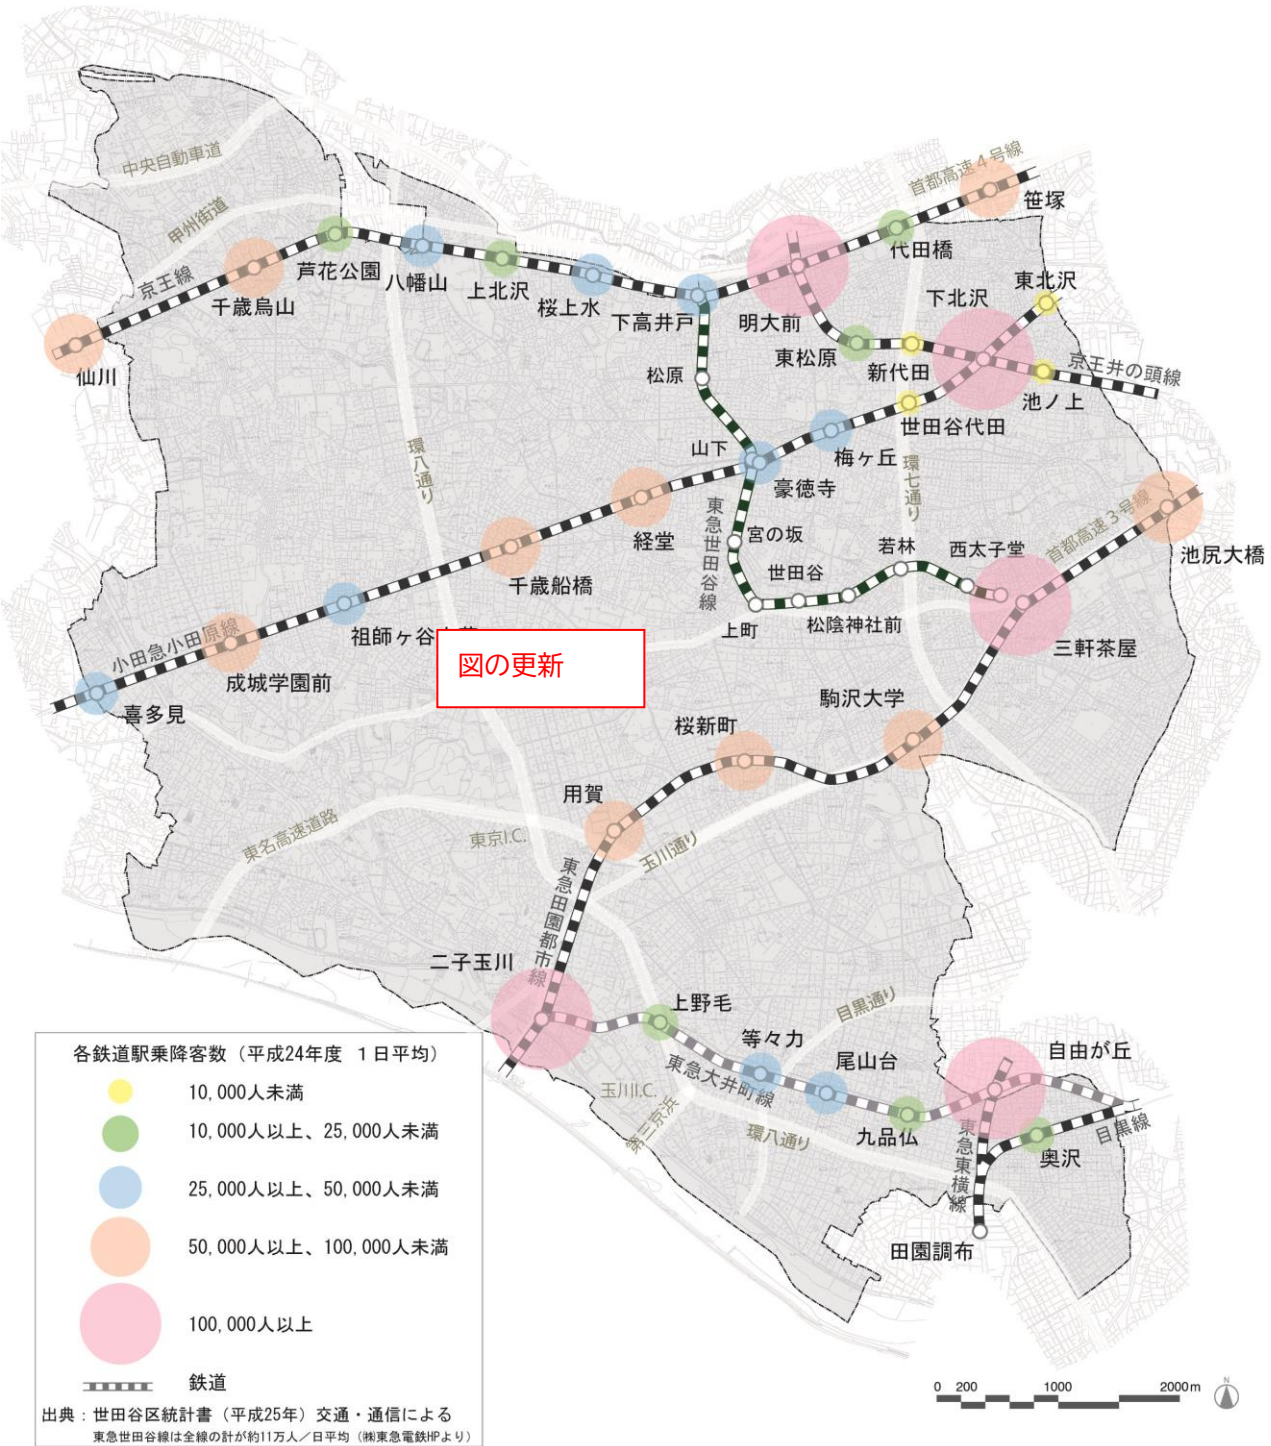 首都高速４号線
中央自動車道
甲州街道
笹塚
代田橋
芦花公園
八幡山
上北沢
桜上水
下高井戸
明大前
下北沢
東北沢
京王線
千歳烏山
仙川
松原
東松原
新代田
京王井の頭線
池ノ上
世田谷代田
環八通り
山下
梅ヶ丘
豪徳寺
環七通り
東急世田谷線
経堂
宮の坂
千歳船橋
世田谷
若林
西太子堂
首都高速３号線
池尻大橋
上町
松陰神社前
三軒茶屋
祖師ヶ谷
小田急小田原線
成城学園前
喜多見
図の更新
駒沢大学
桜新町
用賀
東名高速道路
東京I.C.
玉川通り
東急田園都市線
二子玉川
上野毛
等々力
目黒通り
尾山台
自由が丘
東急大井町線
玉川I.C.
第三京浜
環八通り
九品仏
東急東横線
奥沢
目黒線
田園調布
各鉄道駅乗降客数（平成24年度 １日平均）
10,000人未満
10,000人以上、25,000人未満
25,000人以上、50,000人未満
50,000人以上、100,000人未満
100,000人以上
鉄道
出典：世田谷区統計書（平成25年）交通・通信による
東急世田谷線は全線の計が約11万人／日平均（㈱東急電鉄HPより）
0 200 1000 2000m
N